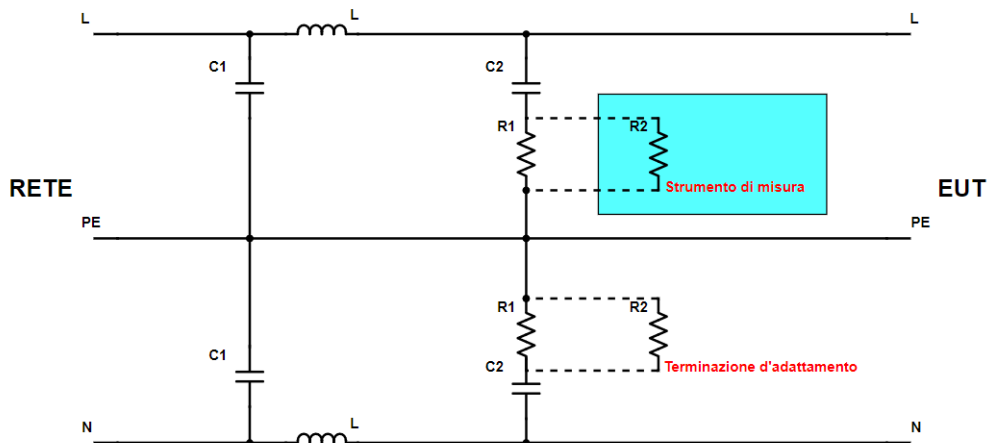 L
L
L
C1
C2
R1
R2
Strumento di misura
RETE
EUT
PE
PE
R1
R2
C1
C2
Terminazione d'adattamento
L
N
N